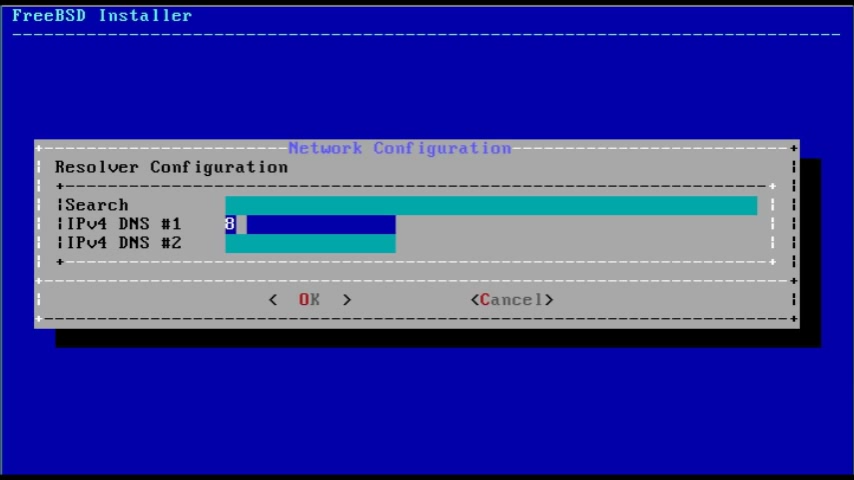 FreeBSD Installer
Network Configuration
Resolver Configuration
Search
IPv4 DNS #1 8
IPv4 DNS #2
< OK > <Cancel>